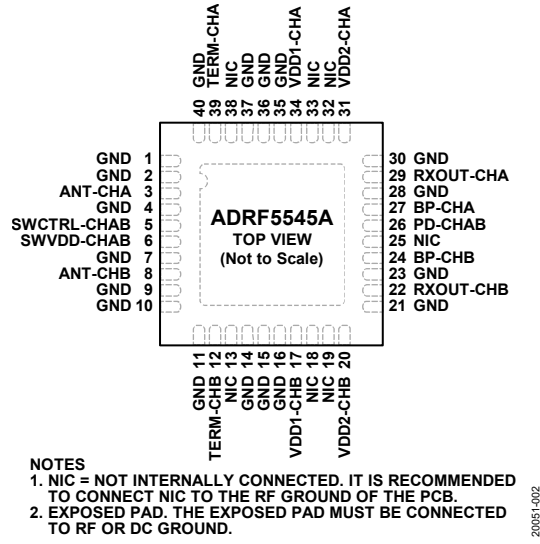 40 GND
39 TERM-CHA
38 NIC
37 GND
36 GND
35 GND
34 VDD1-CHA
33 NIC
32 NIC
31 VDD2-CHA
GND 1
GND 2
ANT-CHA 3
GND 4
SWCTRL-CHAB 5
SWVDD-CHAB 6
GND 7
ANT-CHB 8
GND 9
GND 10
ADRF5545A
TOP VIEW
(Not to Scale)
30 GND
29 RXOUT-CHA
28 GND
27 BP-CHA
26 PD-CHAB
25 NIC
24 BP-CHB
23 GND
22 RXOUT-CHB
21 GND
GND 11
TERM-CHB 12
NIC 13
GND 14
GND 15
GND 16
VDD1-CHB 17
NIC 18
NIC 19
VDD2-CHB 20
NOTES
1. NIC = NOT INTERNALLY CONNECTED. IT IS RECOMMENDED
TO CONNECT NIC TO THE RF GROUND OF THE PCB.
2. EXPOSED PAD. THE EXPOSED PAD MUST BE CONNECTED
TO RF OR DC GROUND.
20051-002